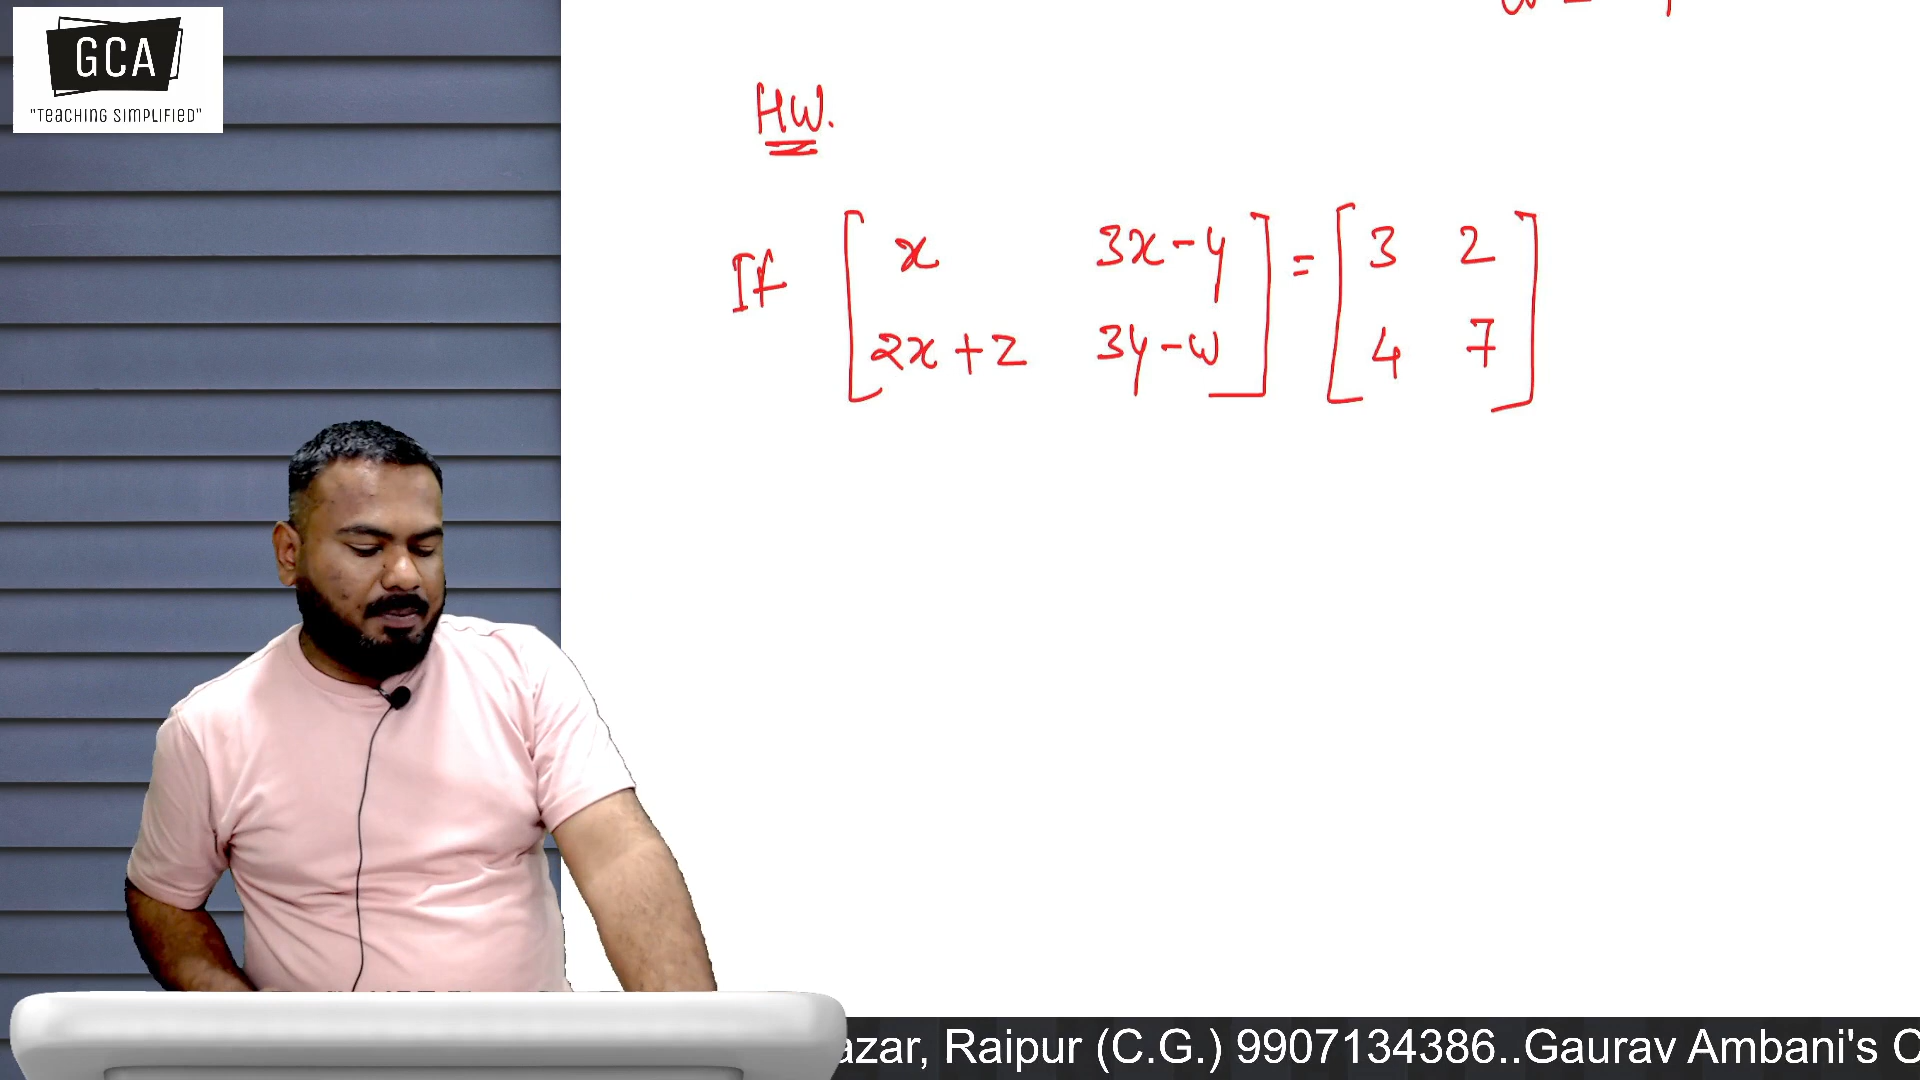 GCA
"Teaching Simplified"
HW.
If [ x 3x-y ] = [ 3 2 ]
[ 2x+z 3y-w ] [ 4 7 ]
azar, Raipur (C.G.) 9907134386..Gaurav Ambani's C